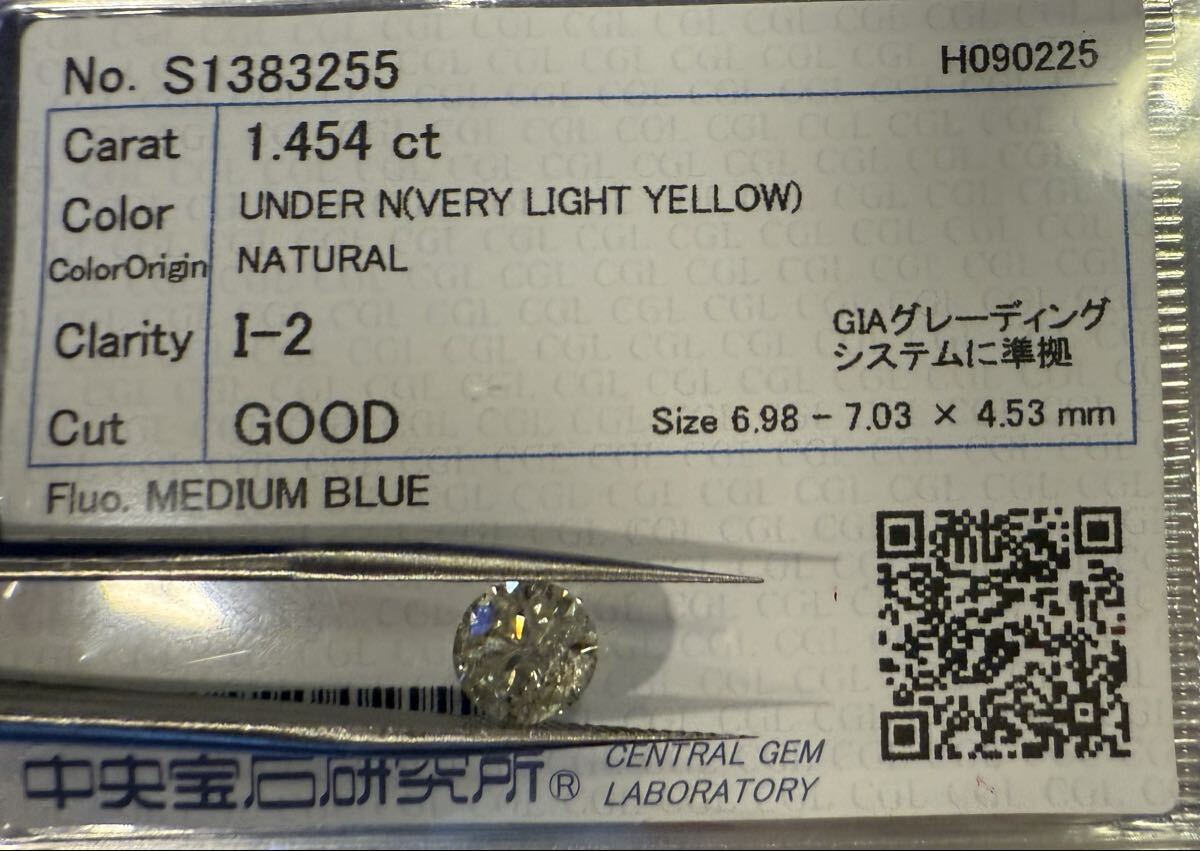 No. S1383255 H090225
Carat 1.454 ct
Color UNDER N(VERY LIGHT YELLOW)
ColorOrigin NATURAL
Clarity I-2 GIAグレーディング
システムに準拠
Cut GOOD Size 6.98 - 7.03 × 4.53 mm
Fluo. MEDIUM BLUE
中央宝石研究所® CENTRAL GEM
LABORATORY